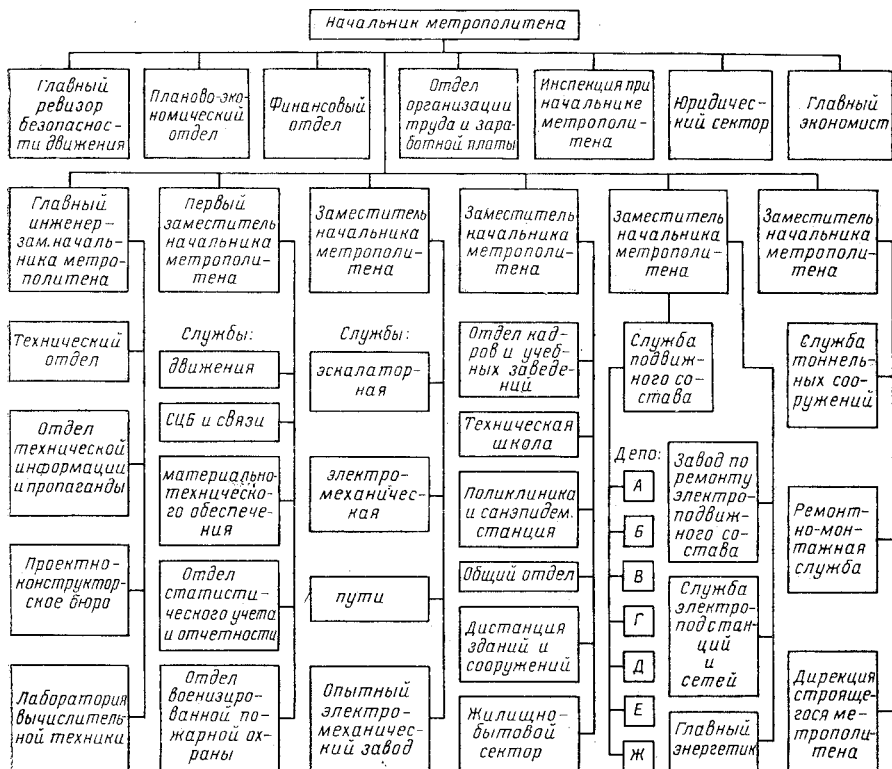 Начальник метрополитена
Главный
ревизор
безопаснос-
ти движения
Планово-эко-
номический
отдел
Финансовый
отдел
Отдел
организации
труда и зара-
ботной платы
Инспекция при
начальнике
метрополи-
тена
Юридичес-
кий сектор
Главный
экономист
Главный
инженер-
зам. началь-
ника метро-
политена
Первый
заместитель
начальника
метрополи-
тена
Заместитель
начальника
метрополи-
тена
Заместитель
начальника
метрополи-
тена
Заместитель
начальника
метрополи-
тена
Заместитель
начальника
метрополи-
тена
Технический
отдел
Отдел
технической
информации
и пропаганды
Проектно-
конструктор-
ское бюро
Лаборатория
вычислитель-
ной техники
Службы:
движения
СЦБ и связи
материально-
техническо-
го обеспечения
Отдел
статисти-
ческого учета
и отчетности
Отдел
военизиро-
ванной по-
жарной ох-
раны
Службы:
эскалатор-
ная
электро-
механичес-
кая
пути
Опытный
электро-
механичес-
кий завод
Отдел кад-
ров и учеб-
ных заведе-
ний
Техническая
школа
Поликлиника
и санэпидем.
станция
Общий отдел
Дистанция
зданий и
сооружений
Жилищно-
бытовой
сектор
Служба
подвиж-
ного со-
става
Депо:
А
Б
В
Г
Д
Е
Ж
Завод по
ремонту
электро-
подвиж-
ного сос-
тава
Служба
электро-
подстан-
ций
и
сетей
Главный
энергетик
Служба
тоннель-
ных соо-
ружений
Ремонт-
но-мон-
тажная
служба
Дирекция
строяще-
гося ме-
трополи-
тена